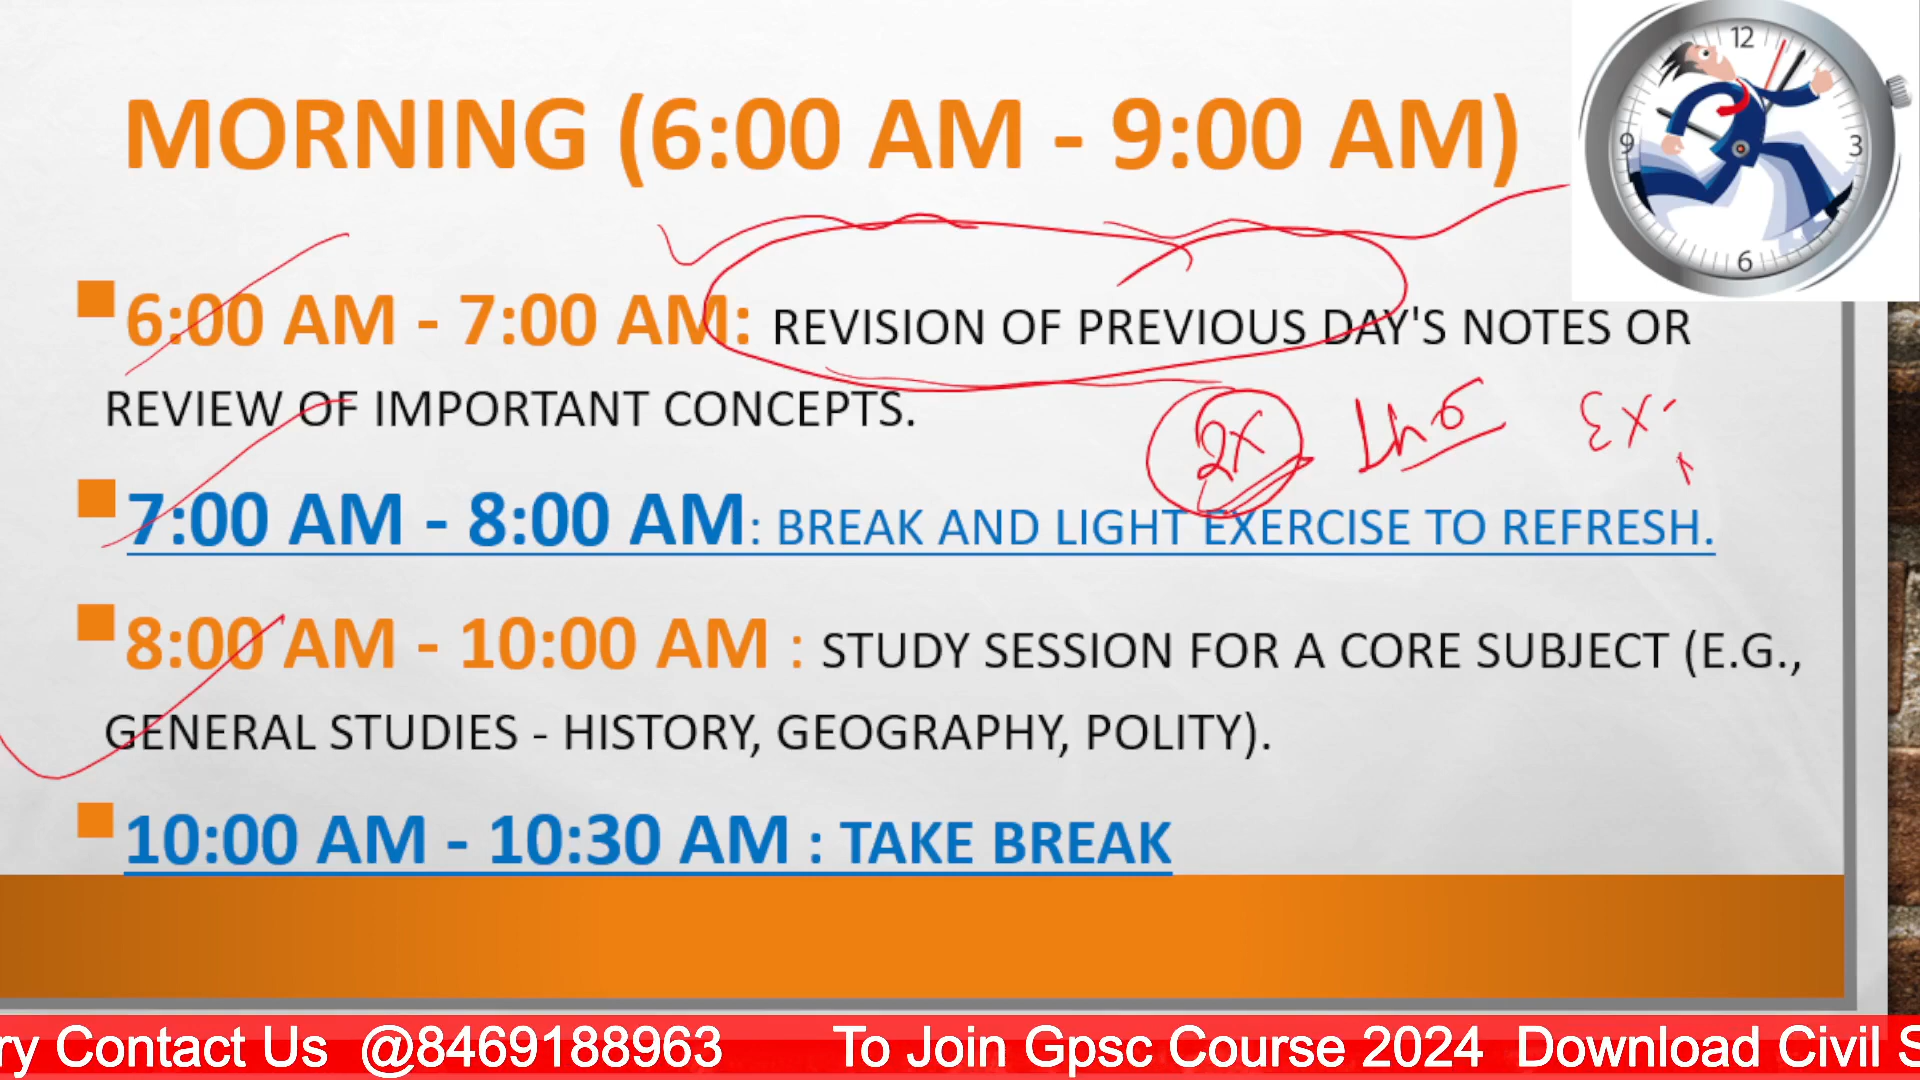 MORNING (6:00 AM - 9:00 AM)
12
3
6
9
6:00 AM - 7:00 AM: REVISION OF PREVIOUS DAY'S NOTES OR
REVIEW OF IMPORTANT CONCEPTS.
2X
7:00 AM - 8:00 AM: BREAK AND LIGHT EXERCISE TO REFRESH.
8:00 AM - 10:00 AM : STUDY SESSION FOR A CORE SUBJECT (E.G.,
GENERAL STUDIES - HISTORY, GEOGRAPHY, POLITY).
10:00 AM - 10:30 AM : TAKE BREAK
ry Contact Us @8469188963 To Join Gpsc Course 2024 Download Civil S